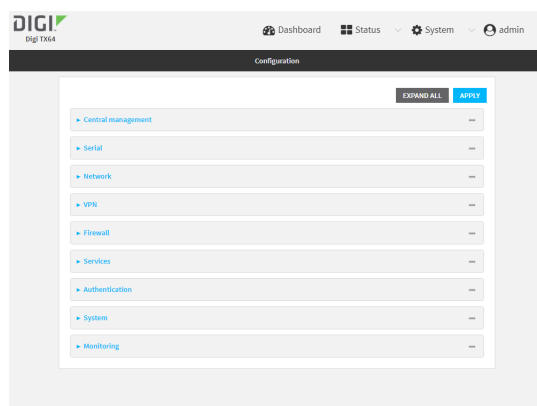 DIGI
Digi TX64
Dashboard Status System admin
Configuration
EXPAND ALL APPLY
Central management
Serial
Network
VPN
Firewall
Services
Authentication
System
Monitoring